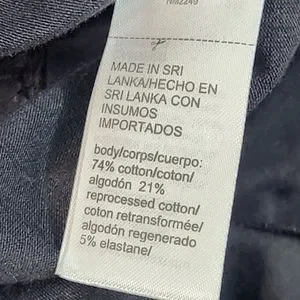 NM2249
MADE IN SRI
LANKA/HECHO EN
SRI LANKA CON
INSUMOS
IMPORTADOS
body/corps/cuerpo:
74% cotton/coton/
algodón 21%
reprocessed cotton/
coton retransformée/
algodón regenerado
5% elastane/